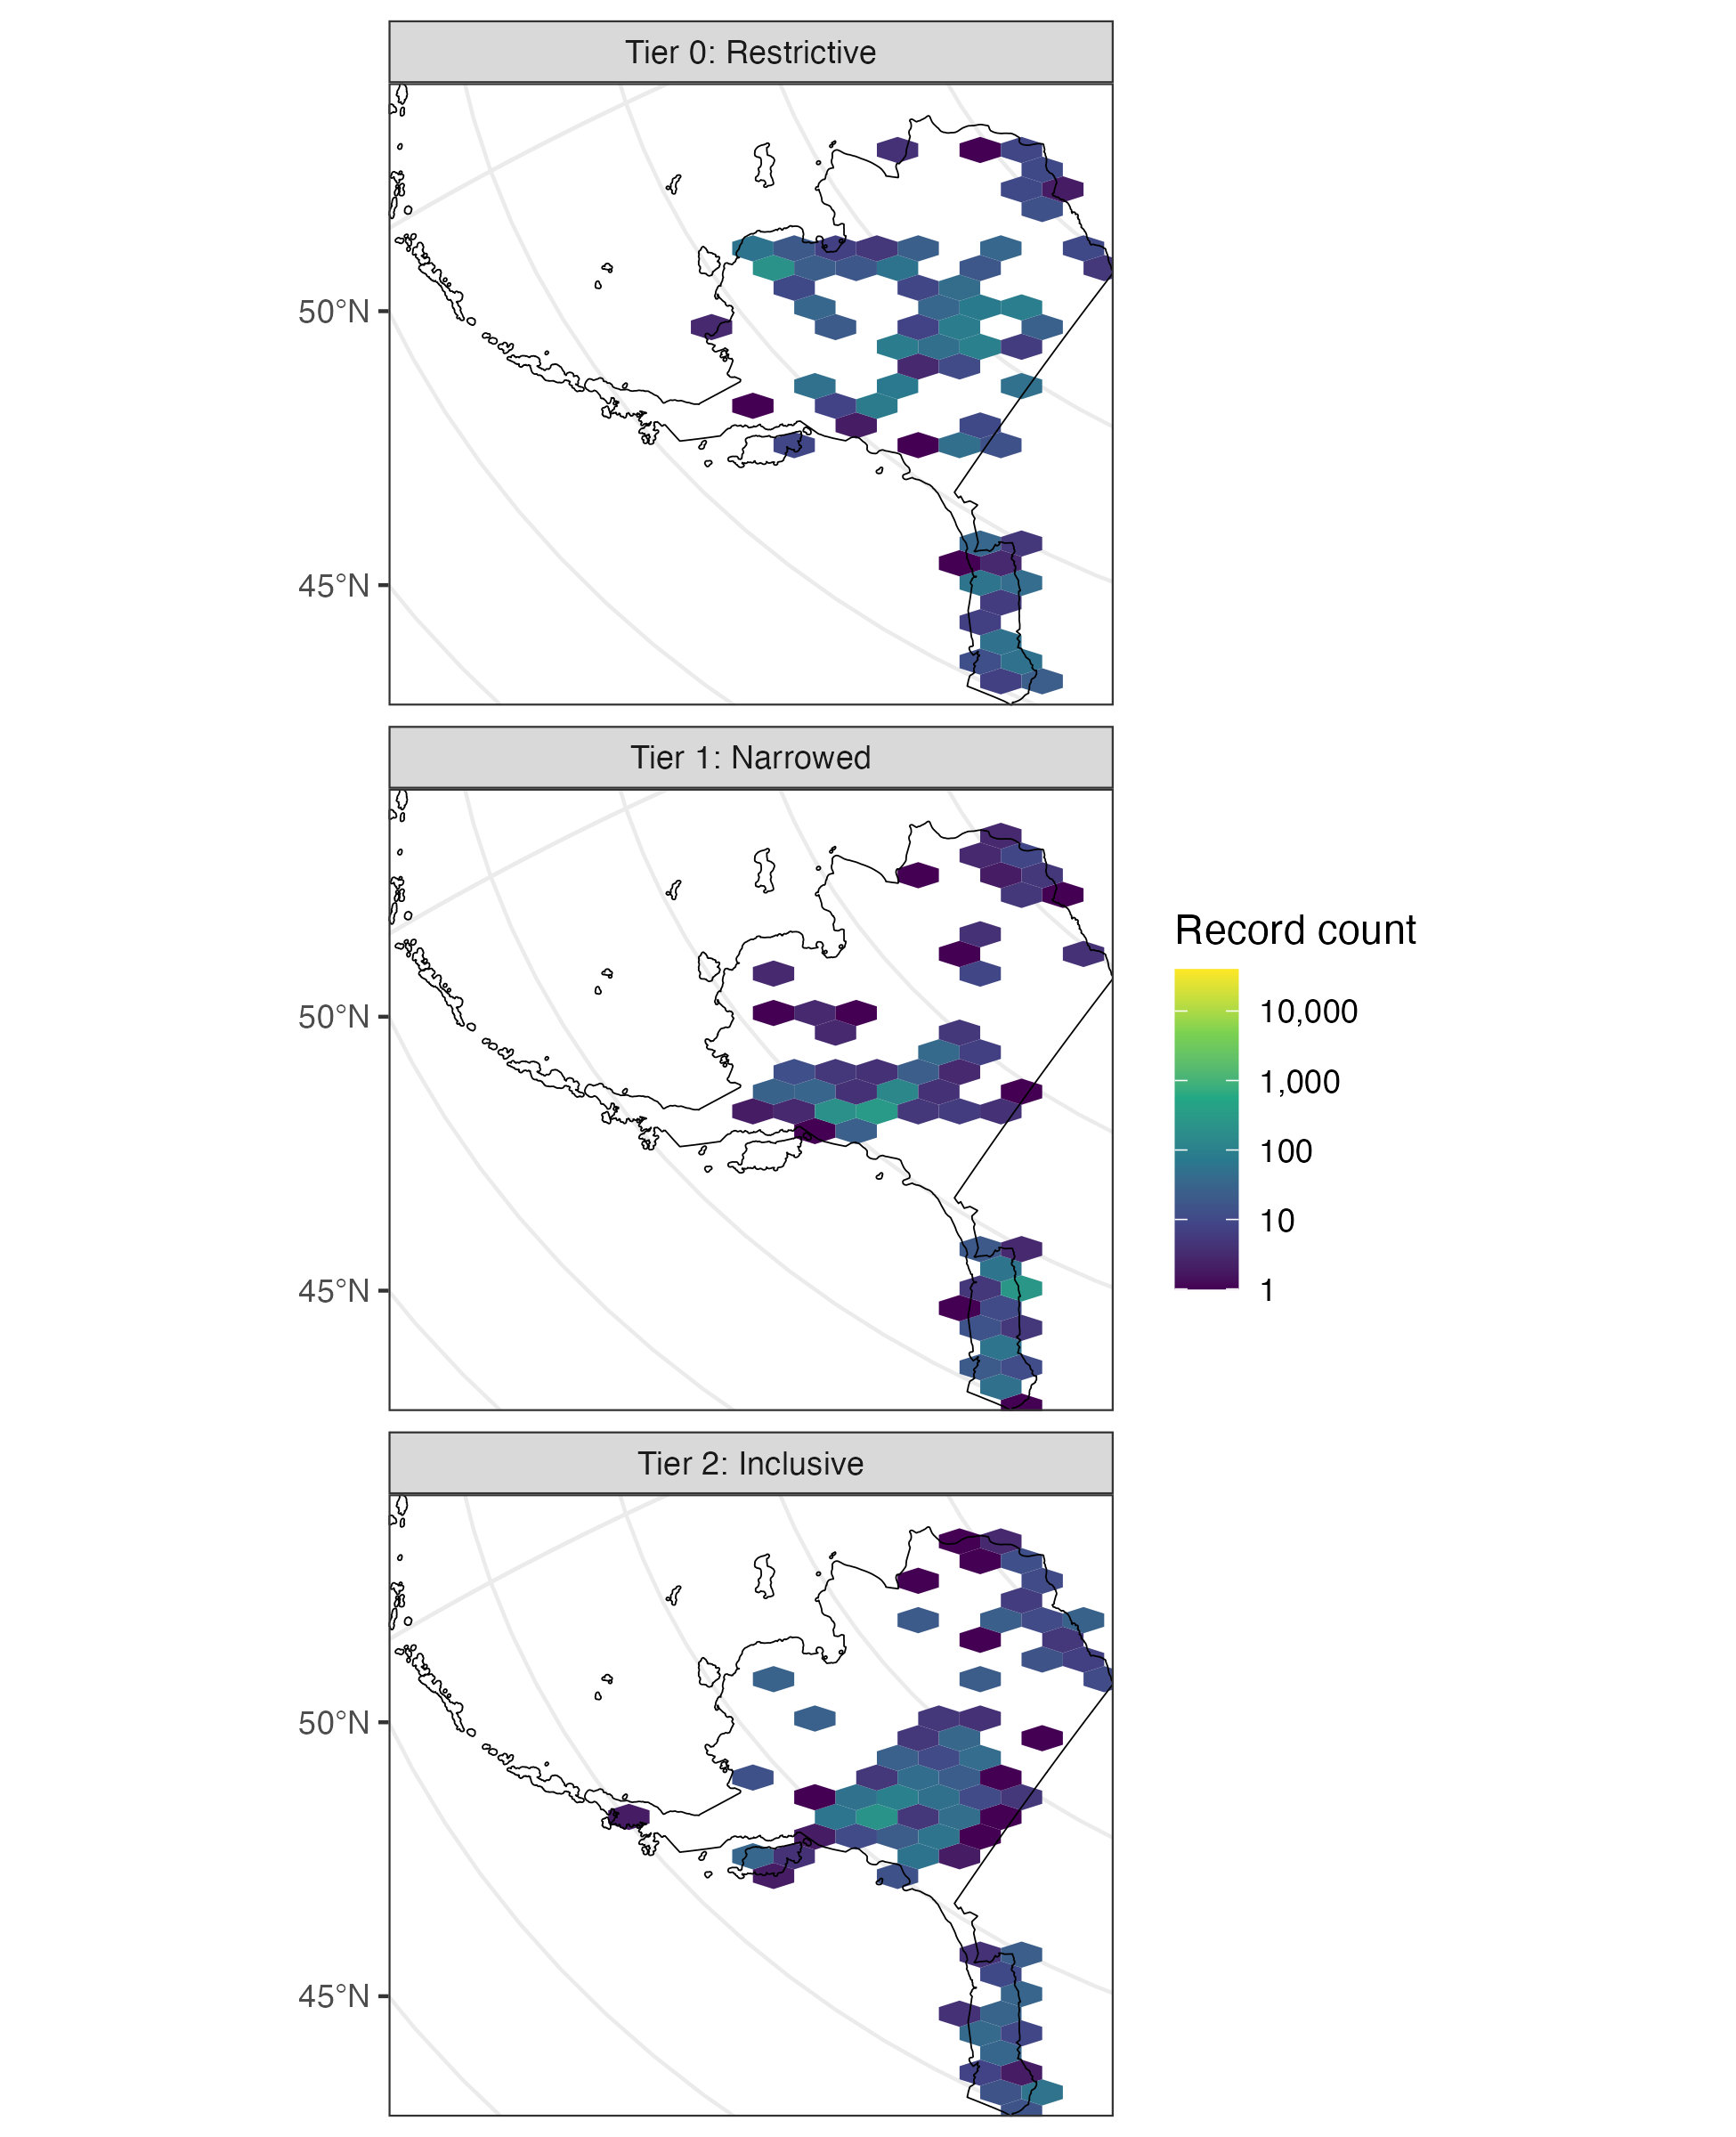 Tier 0: Restrictive
50°N
45°N
Tier 1: Narrowed
50°N
45°N
Record count
10,000
1,000
100
10
1
Tier 2: Inclusive
50°N
45°N